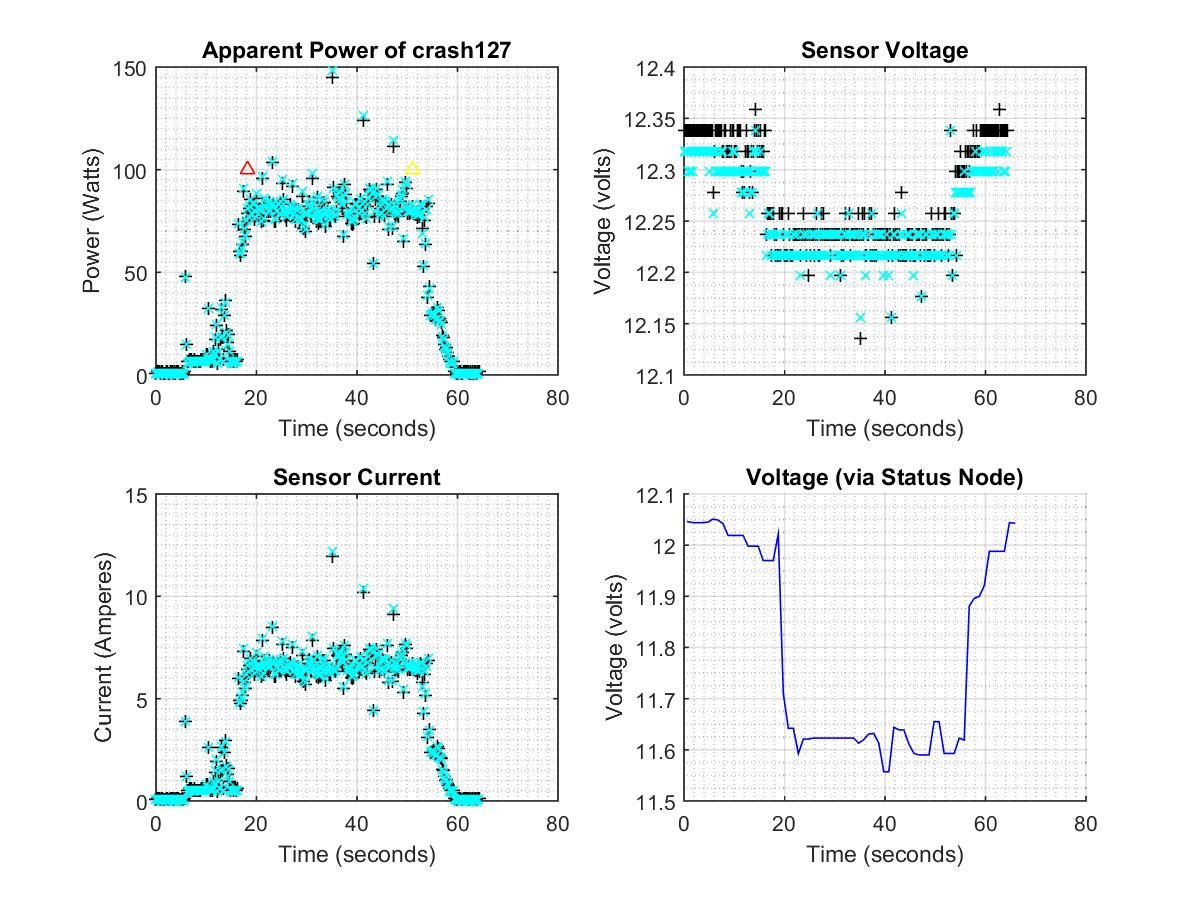 Apparent Power of crash127
150
100
50
0
0 20 40 60 80
Power (Watts)
Time (seconds)
Sensor Voltage
12.4
12.35
12.3
12.25
12.2
12.15
12.1
0 20 40 60 80
Voltage (volts)
Time (seconds)
Sensor Current
15
10
5
0
0 20 40 60 80
Current (Amperes)
Time (seconds)
Voltage (via Status Node)
12.1
12
11.9
11.8
11.7
11.6
11.5
0 20 40 60 80
Voltage (volts)
Time (seconds)